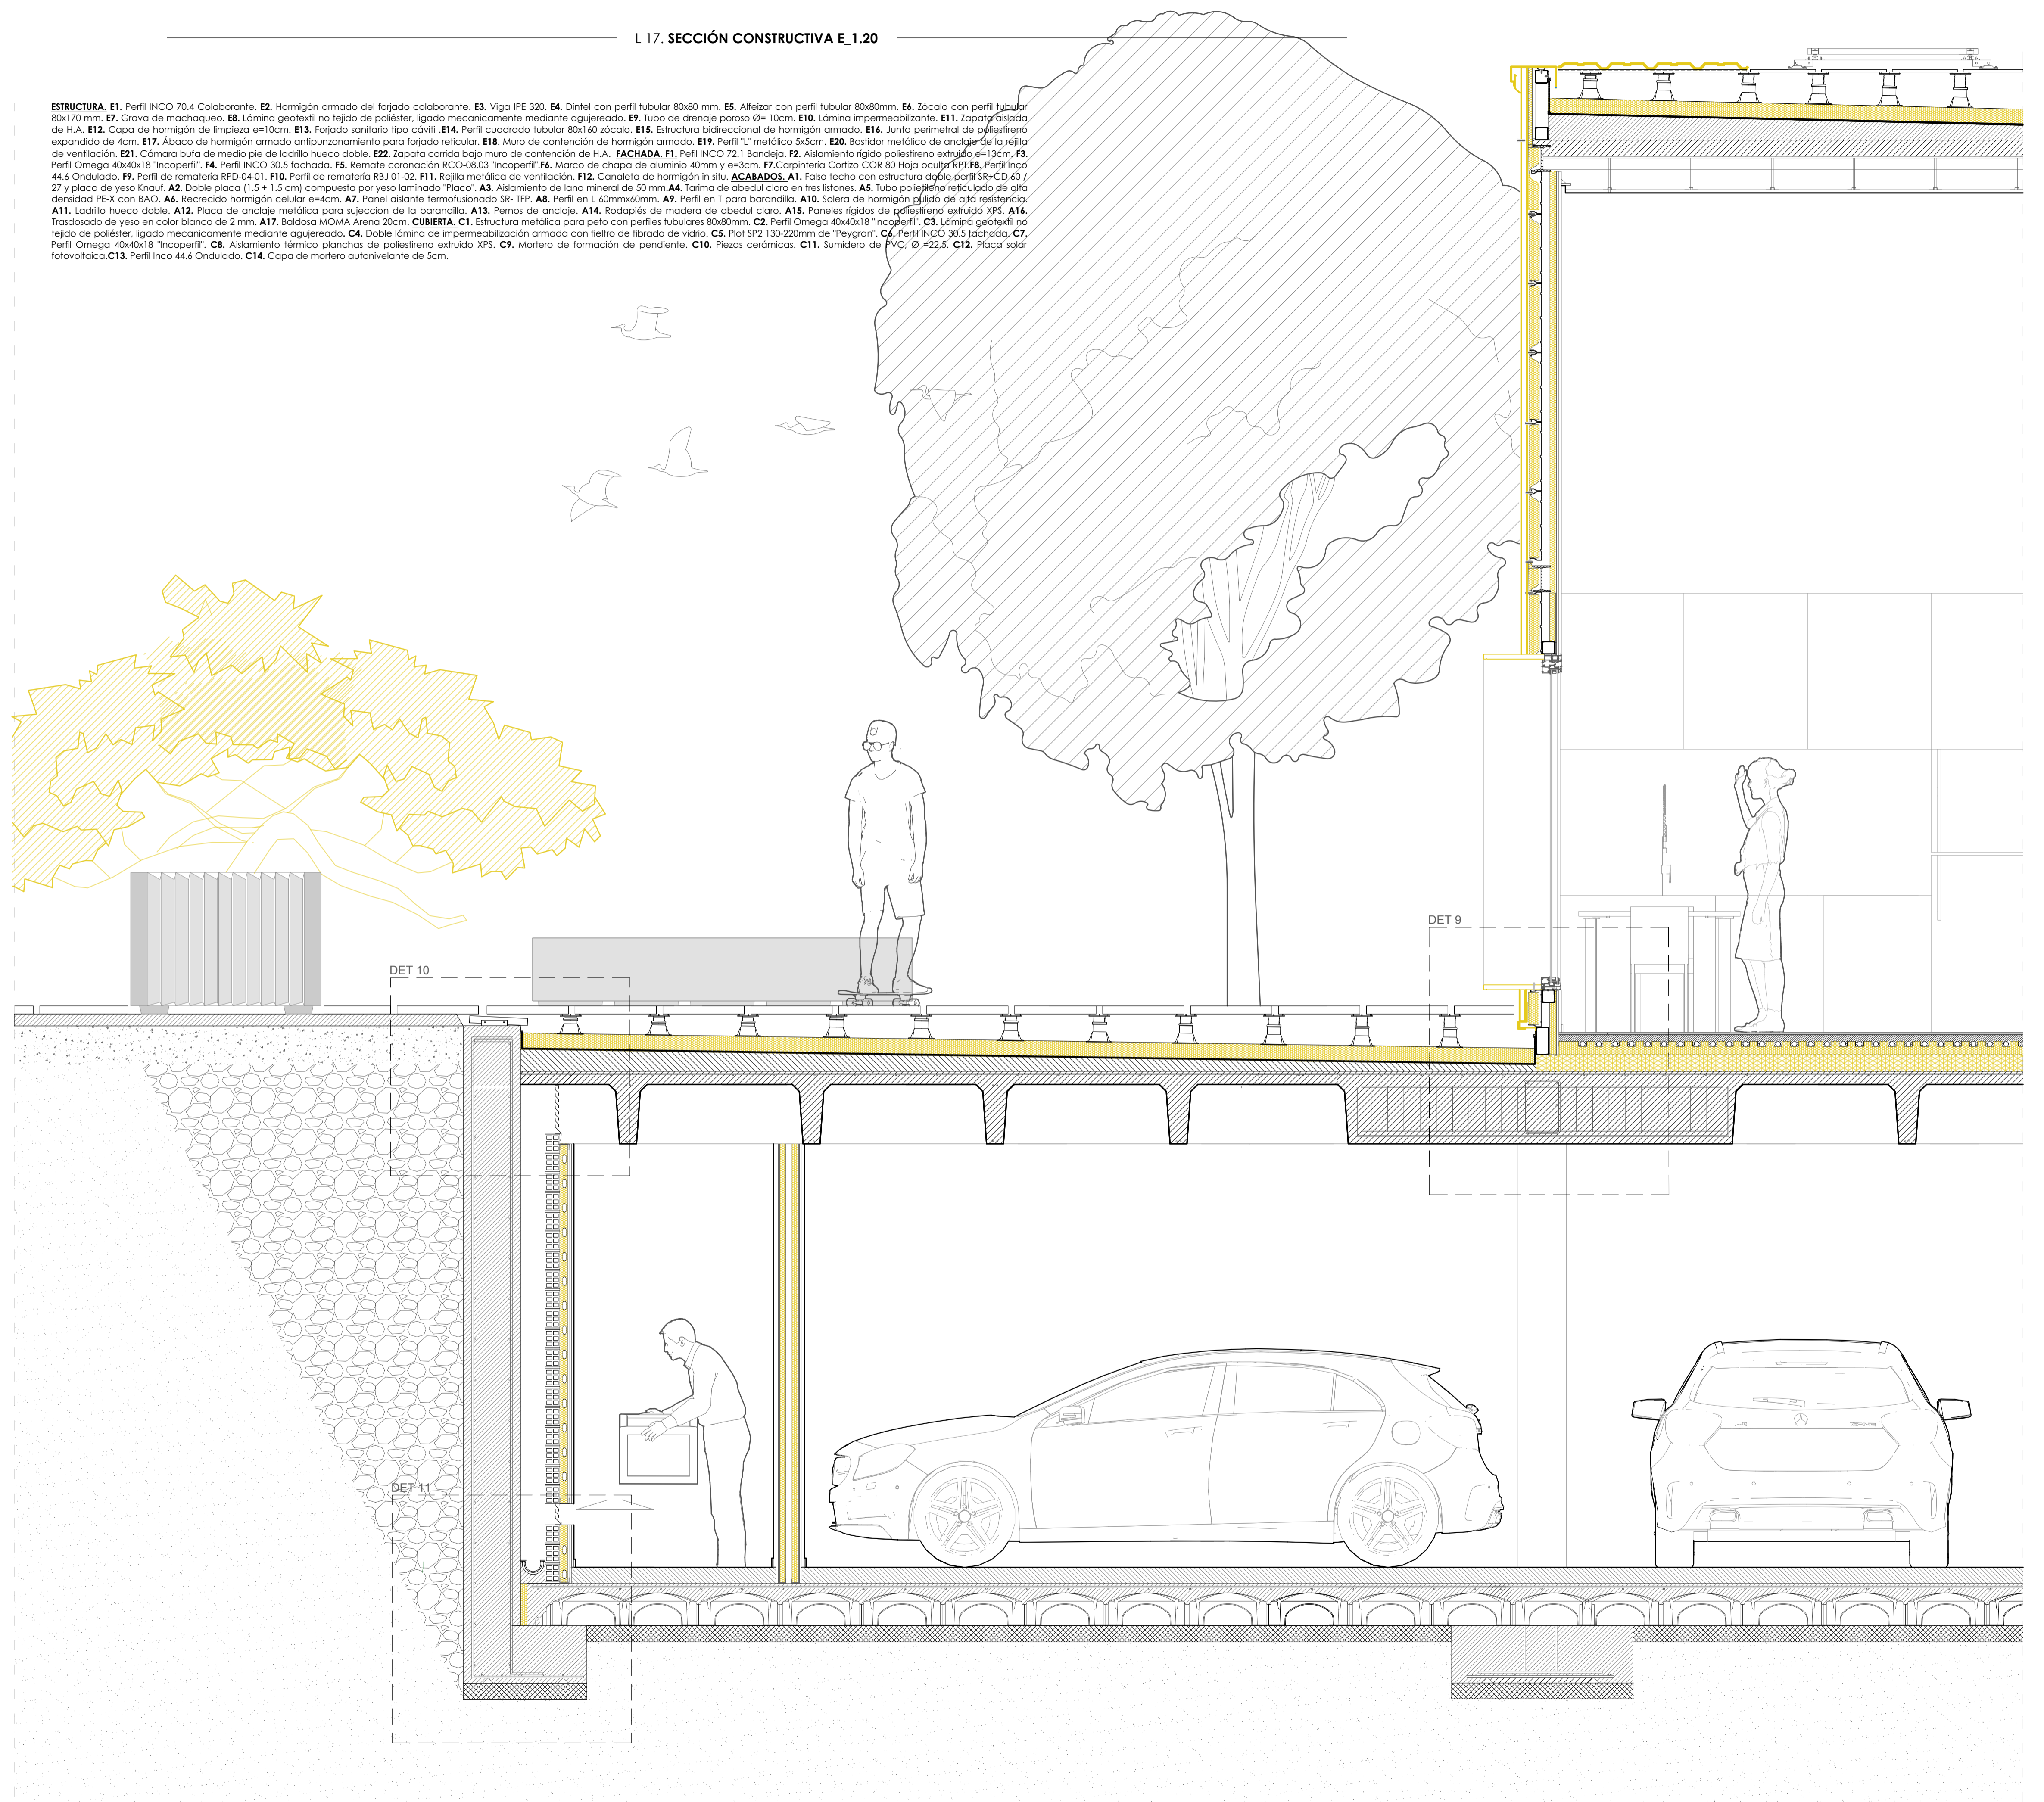 L 17. SECCIÓN CONSTRUCTIVA E_1.20
ESTRUCTURA. E1. Perfil INCO 70.4 Colaborante. E2. Hormigón armado del forjado colaborante. E3. Viga IPE 320. E4. Dintel con perfil tubular 80x80 mm. E5. Alfeizar con perfil tubular 80x80mm. E6. Zócalo con perfil tubular
80x170 mm. E7. Grava de machaqueo. E8. Lámina geotextil no tejido de poliéster, ligado mecanicamente mediante agujereado. E9. Tubo de drenaje poroso Ø= 10cm. E10. Lámina impermeabilizante. E11. Zapata aislada
de H.A. E12. Capa de hormigón de limpieza e=10cm. E13. Forjado sanitario tipo cáviti .E14. Perfil cuadrado tubular 80x160 zócalo. E15. Estructura bidireccional de hormigón armado. E16. Junta perimetral de poliestireno
expandido de 4cm. E17. Ábaco de hormigón armado antipunzonamiento para forjado reticular. E18. Muro de contención de hormigón armado. E19. Perfil "L" metálico 5x5cm. E20. Bastidor metálico de anclaje de la rejilla
de ventilación. E21. Cámara bufa de medio pie de ladrillo hueco doble. E22. Zapata corrida bajo muro de contención de H.A. FACHADA. F1. Pefil INCO 72.1 Bandeja. F2. Aislamiento rígido poliestireno extruido e=13cm. F3.
Perfil Omega 40x40x18 "Incoperfil". F4. Perfil INCO 30.5 fachada. F5. Remate coronación RCO-08.03 "Incoperfil".F6. Marco de chapa de aluminio 40mm y e=3cm. F7.Carpintería Cortizo COR 80 Hoja oculta RPT.F8. Perfil Inco
44.6 Ondulado. F9. Perfil de rematería RPD-04-01. F10. Perfil de rematería RBJ 01-02. F11. Rejilla metálica de ventilación. F12. Canaleta de hormigón in situ. ACABADOS. A1. Falso techo con estructura doble perfil SR+CD 60 /
27 y placa de yeso Knauf. A2. Doble placa (1.5 + 1.5 cm) compuesta por yeso laminado "Placo". A3. Aislamiento de lana mineral de 50 mm.A4. Tarima de abedul claro en tres listones. A5. Tubo polietileno reticulado de alta
densidad PE-X con BAO. A6. Recrecido hormigón celular e=4cm. A7. Panel aislante termofusionado SR- TFP. A8. Perfil en L 60mmx60mm. A9. Perfil en T para barandilla. A10. Solera de hormigón pulido de alta resistencia.
A11. Ladrillo hueco doble. A12. Placa de anclaje metálica para sujeccion de la barandilla. A13. Pernos de anclaje. A14. Rodapiés de madera de abedul claro. A15. Paneles rígidos de poliestireno extruido XPS. A16.
Trasdosado de yeso en color blanco de 2 mm. A17. Baldosa MOMA Arena 20cm. CUBIERTA. C1. Estructura metálica para peto con perfiles tubulares 80x80mm. C2. Perfil Omega 40x40x18 "Incoperfil". C3. Lámina geotextil no
tejido de poliéster, ligado mecanicamente mediante agujereado. C4. Doble lámina de impermeabilización armada con fieltro de fibrado de vidrio. C5. Plot SP2 130-220mm de "Peygran". C6. Perfil INCO 30.5 fachada. C7.
Perfil Omega 40x40x18 "Incoperfil". C8. Aislamiento térmico planchas de poliestireno extruido XPS. C9. Mortero de formación de pendiente. C10. Piezas cerámicas. C11. Sumidero de PVC, Ø =22.5. C12. Placa solar
fotovoltaica.C13. Perfil Inco 44.6 Ondulado. C14. Capa de mortero autonivelante de 5cm.
DET 9
DET 10
DET 11